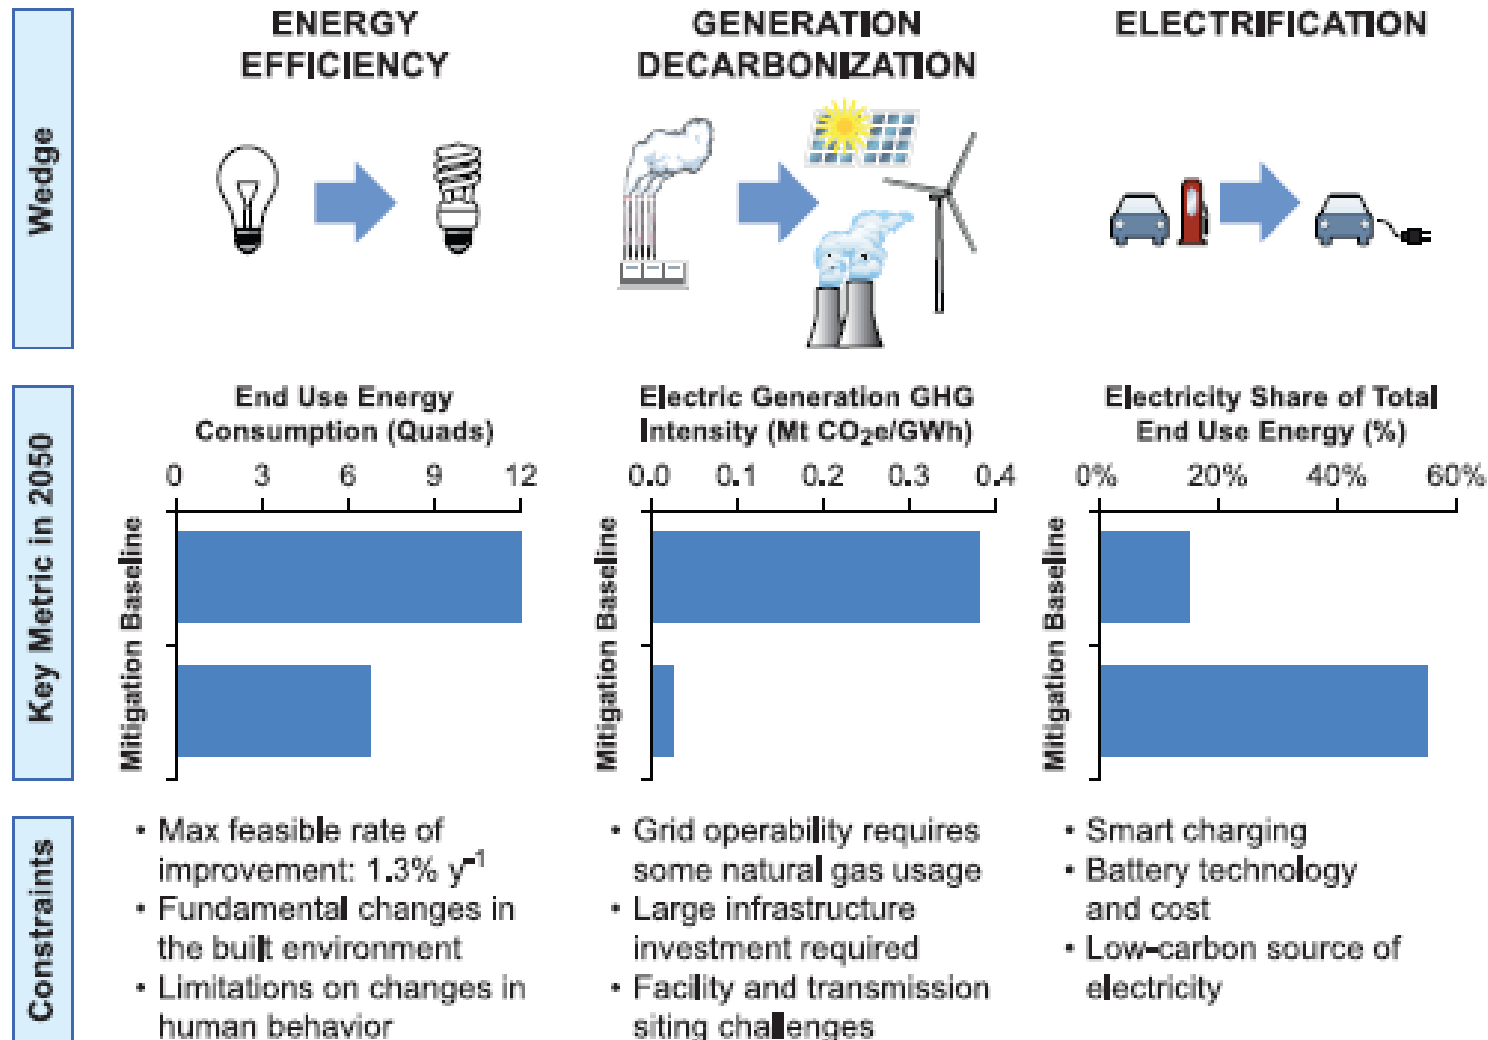 ENERGY
EFFICIENCY
GENERATION
DECARBONIZATION
ELECTRIFICATION
Wedge
Key Metric in 2050
End Use Energy
Consumption (Quads)
0 3 6 9 12
Baseline
Mitigation
Electric Generation GHG
Intensity (Mt CO₂e/GWh)
0.0 0.1 0.2 0.3 0.4
Baseline
Mitigation
Electricity Share of Total
End Use Energy (%)
0% 20% 40% 60%
Baseline
Mitigation
Constraints
• Max feasible rate of
improvement: 1.3% y⁻¹
• Fundamental changes in
the built environment
• Limitations on changes in
human behavior
• Grid operability requires
some natural gas usage
• Large infrastructure
investment required
• Facility and transmission
siting challenges
• Smart charging
• Battery technology
and cost
• Low-carbon source of
electricity